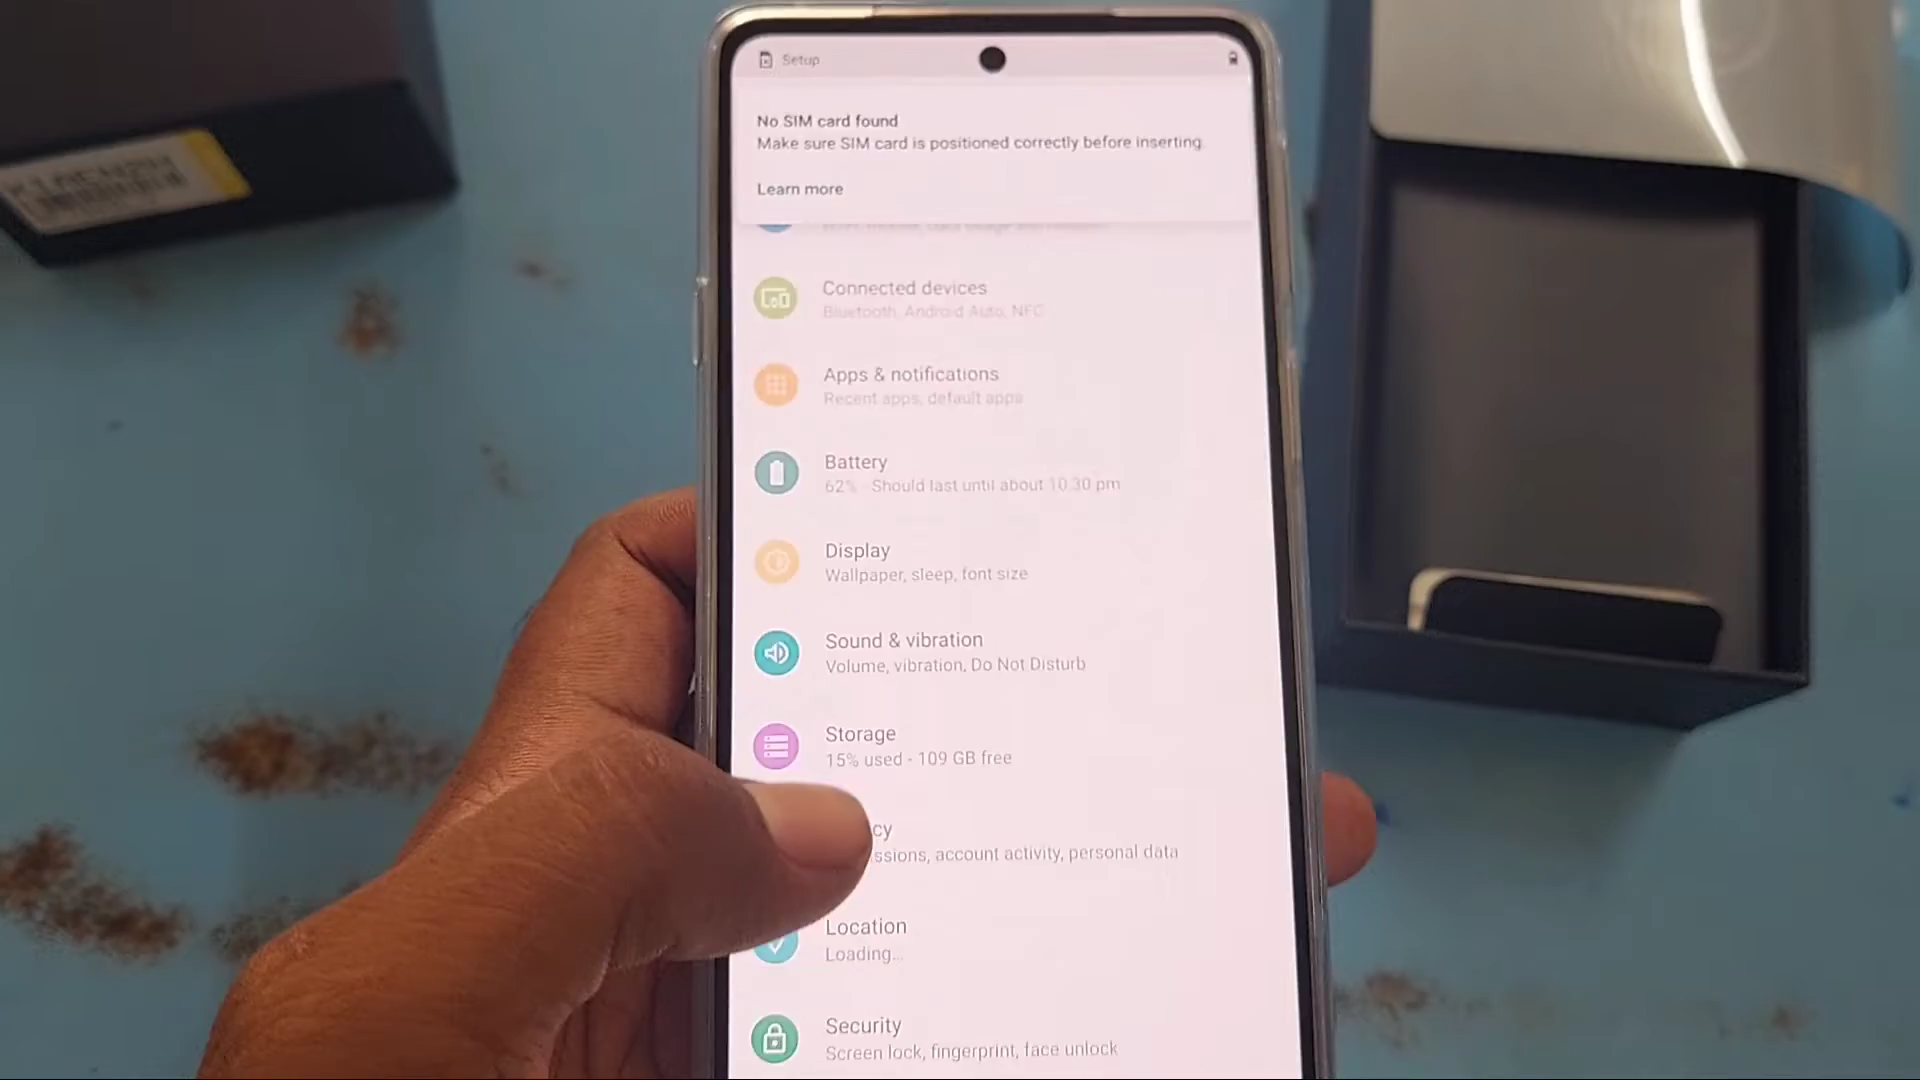 Setup
No SIM card found
Make sure SIM card is positioned correctly before inserting.
Learn more
Connected devices
Bluetooth, Android Auto, NFC
Apps & notifications
Recent apps, default apps
Battery
62% - Should last until about 10.30 pm
Display
Wallpaper, sleep, font size
Sound & vibration
Volume, vibration, Do Not Disturb
Storage
15% used - 109 GB free
cy
ssions, account activity, personal data
Location
Loading...
Security
Screen lock, fingerprint, face unlock